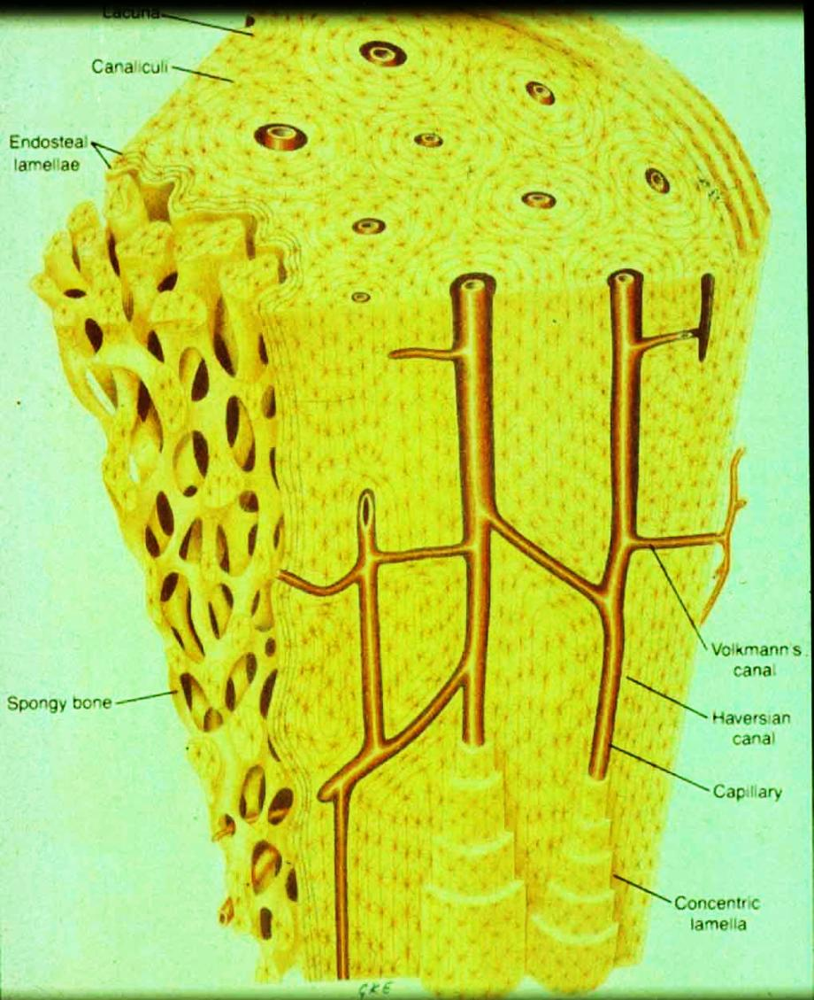 Lacuna
Canaliculi
Endosteal
lamellae
Volkmann's
canal
Spongy bone
Haversian
canal
Capillary
Concentric
lamella
GKE